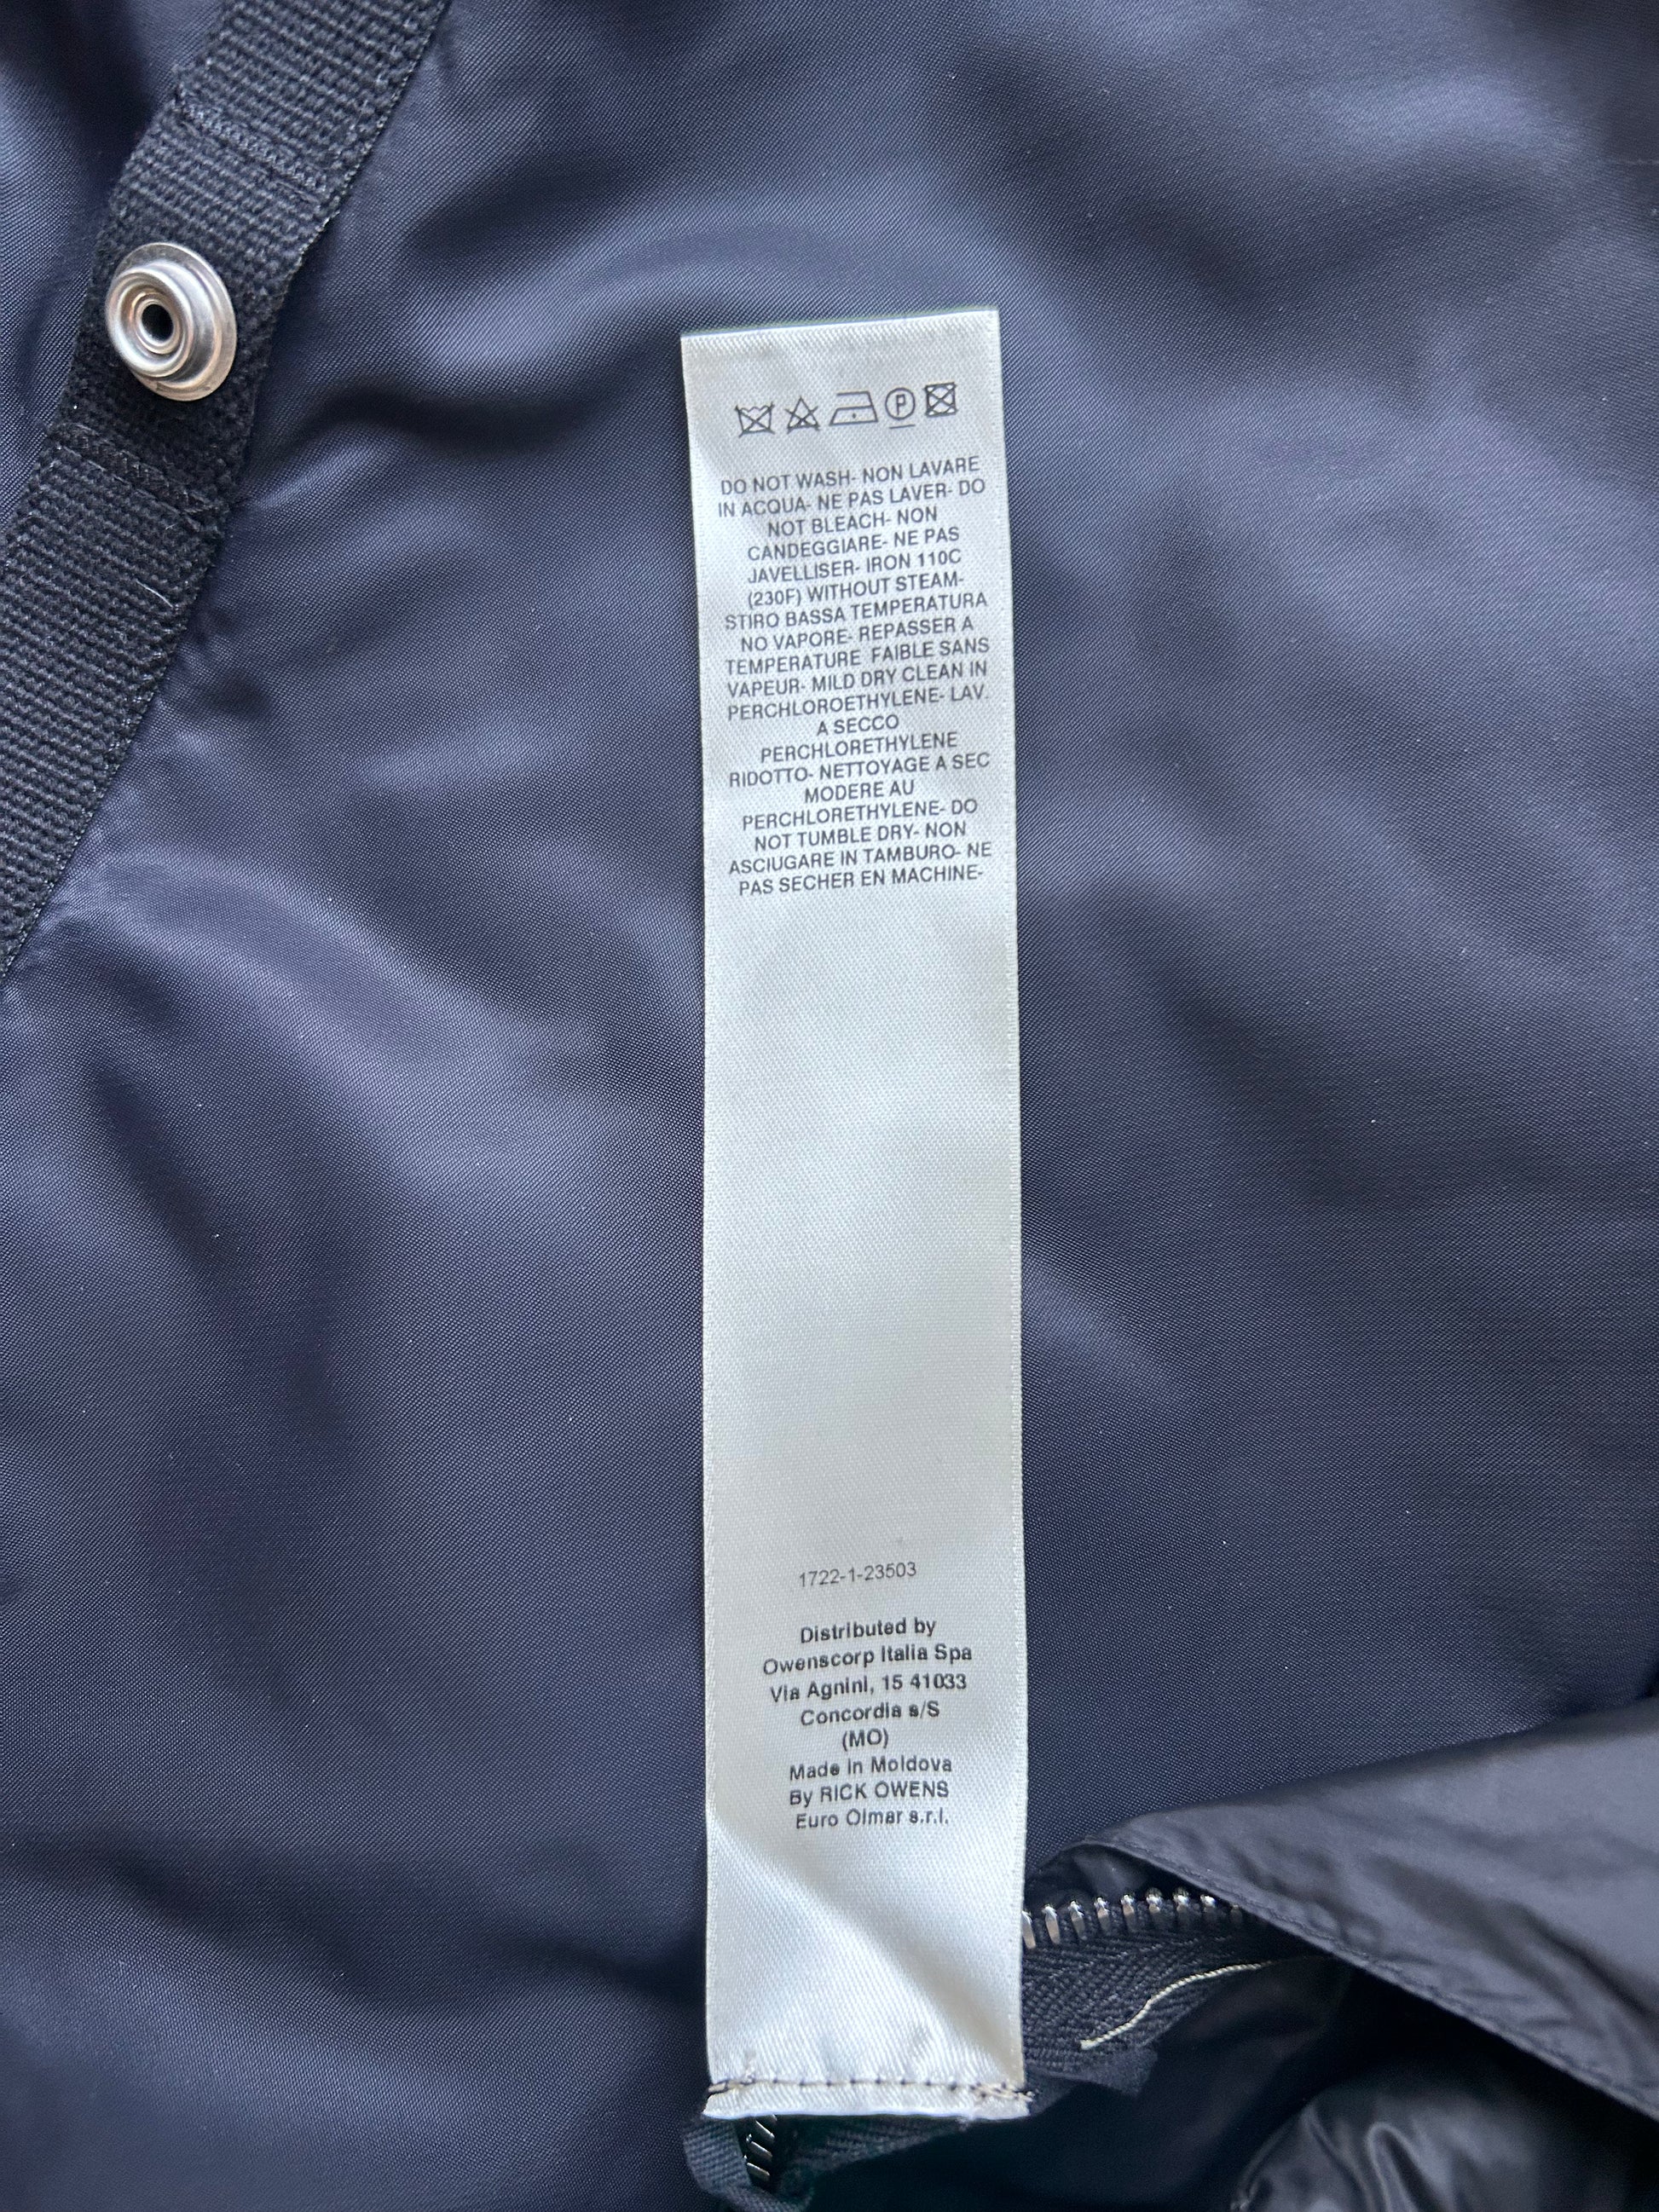 P
DO NOT WASH- NON LAVARE
IN ACQUA- NE PAS LAVER- DO
NOT BLEACH- NON
CANDEGGIARE- NE PAS
JAVELLISER- IRON 110C
(230F) WITHOUT STEAM-
STIRO BASSA TEMPERATURA
NO VAPORE- REPASSER A
TEMPERATURE FAIBLE SANS
VAPEUR- MILD DRY CLEAN IN
PERCHLOROETHYLENE- LAV.
A SECCO
PERCHLORETHYLENE
RIDOTTO- NETTOYAGE A SEC
MODERE AU
PERCHLORETHYLENE- DO
NOT TUMBLE DRY- NON
ASCIUGARE IN TAMBURO- NE
PAS SECHER EN MACHINE-
1722-1-23503
Distributed by
Owenscorp Italia Spa
Via Agnini, 15 41033
Concordia s/S
(MO)
Made in Moldova
By RICK OWENS
Euro Olmar s.r.l.